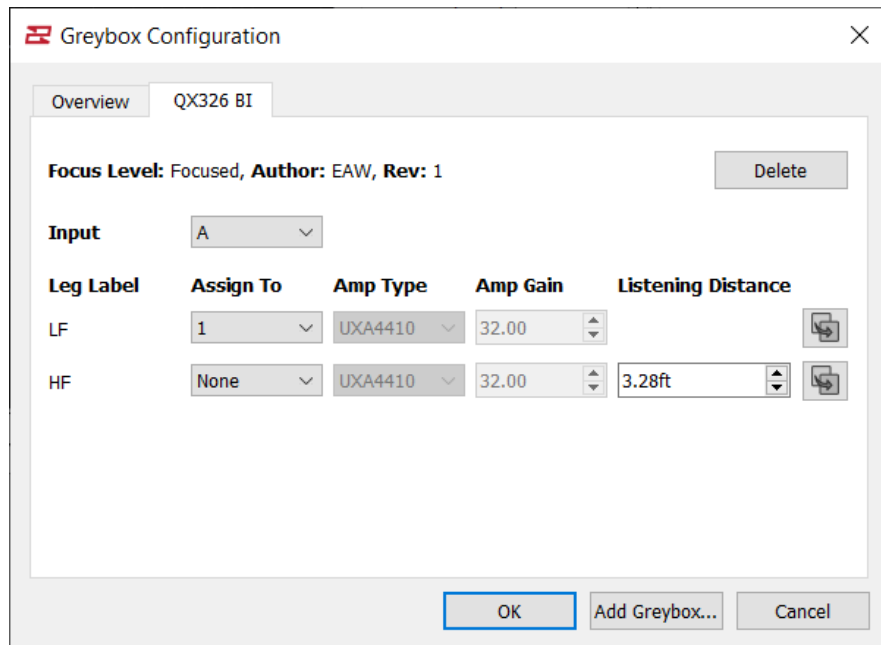 Greybox Configuration
Overview QX326 BI
Focus Level: Focused, Author: EAW, Rev: 1 Delete
Input A
Leg Label Assign To Amp Type Amp Gain Listening Distance
LF 1 UXA4410 32.00
HF None UXA4410 32.00 3.28ft
OK Add Greybox... Cancel